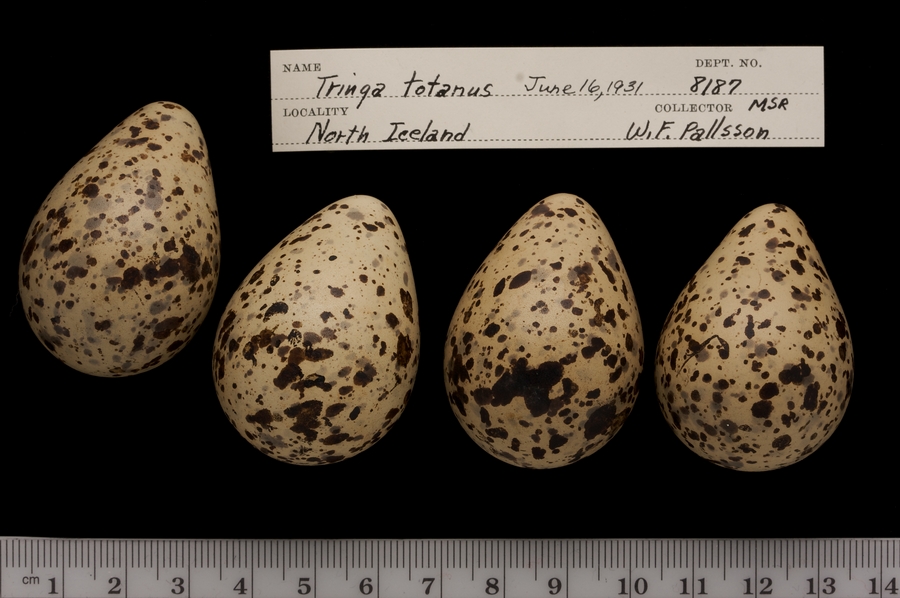 NAME DEPT. NO.
Tringa totanus June 16, 1931 8187
LOCALITY COLLECTOR MSR
North Iceland W.F. Pallsson
cm 1 2 3 4 5 6 7 8 9 10 11 12 13 14